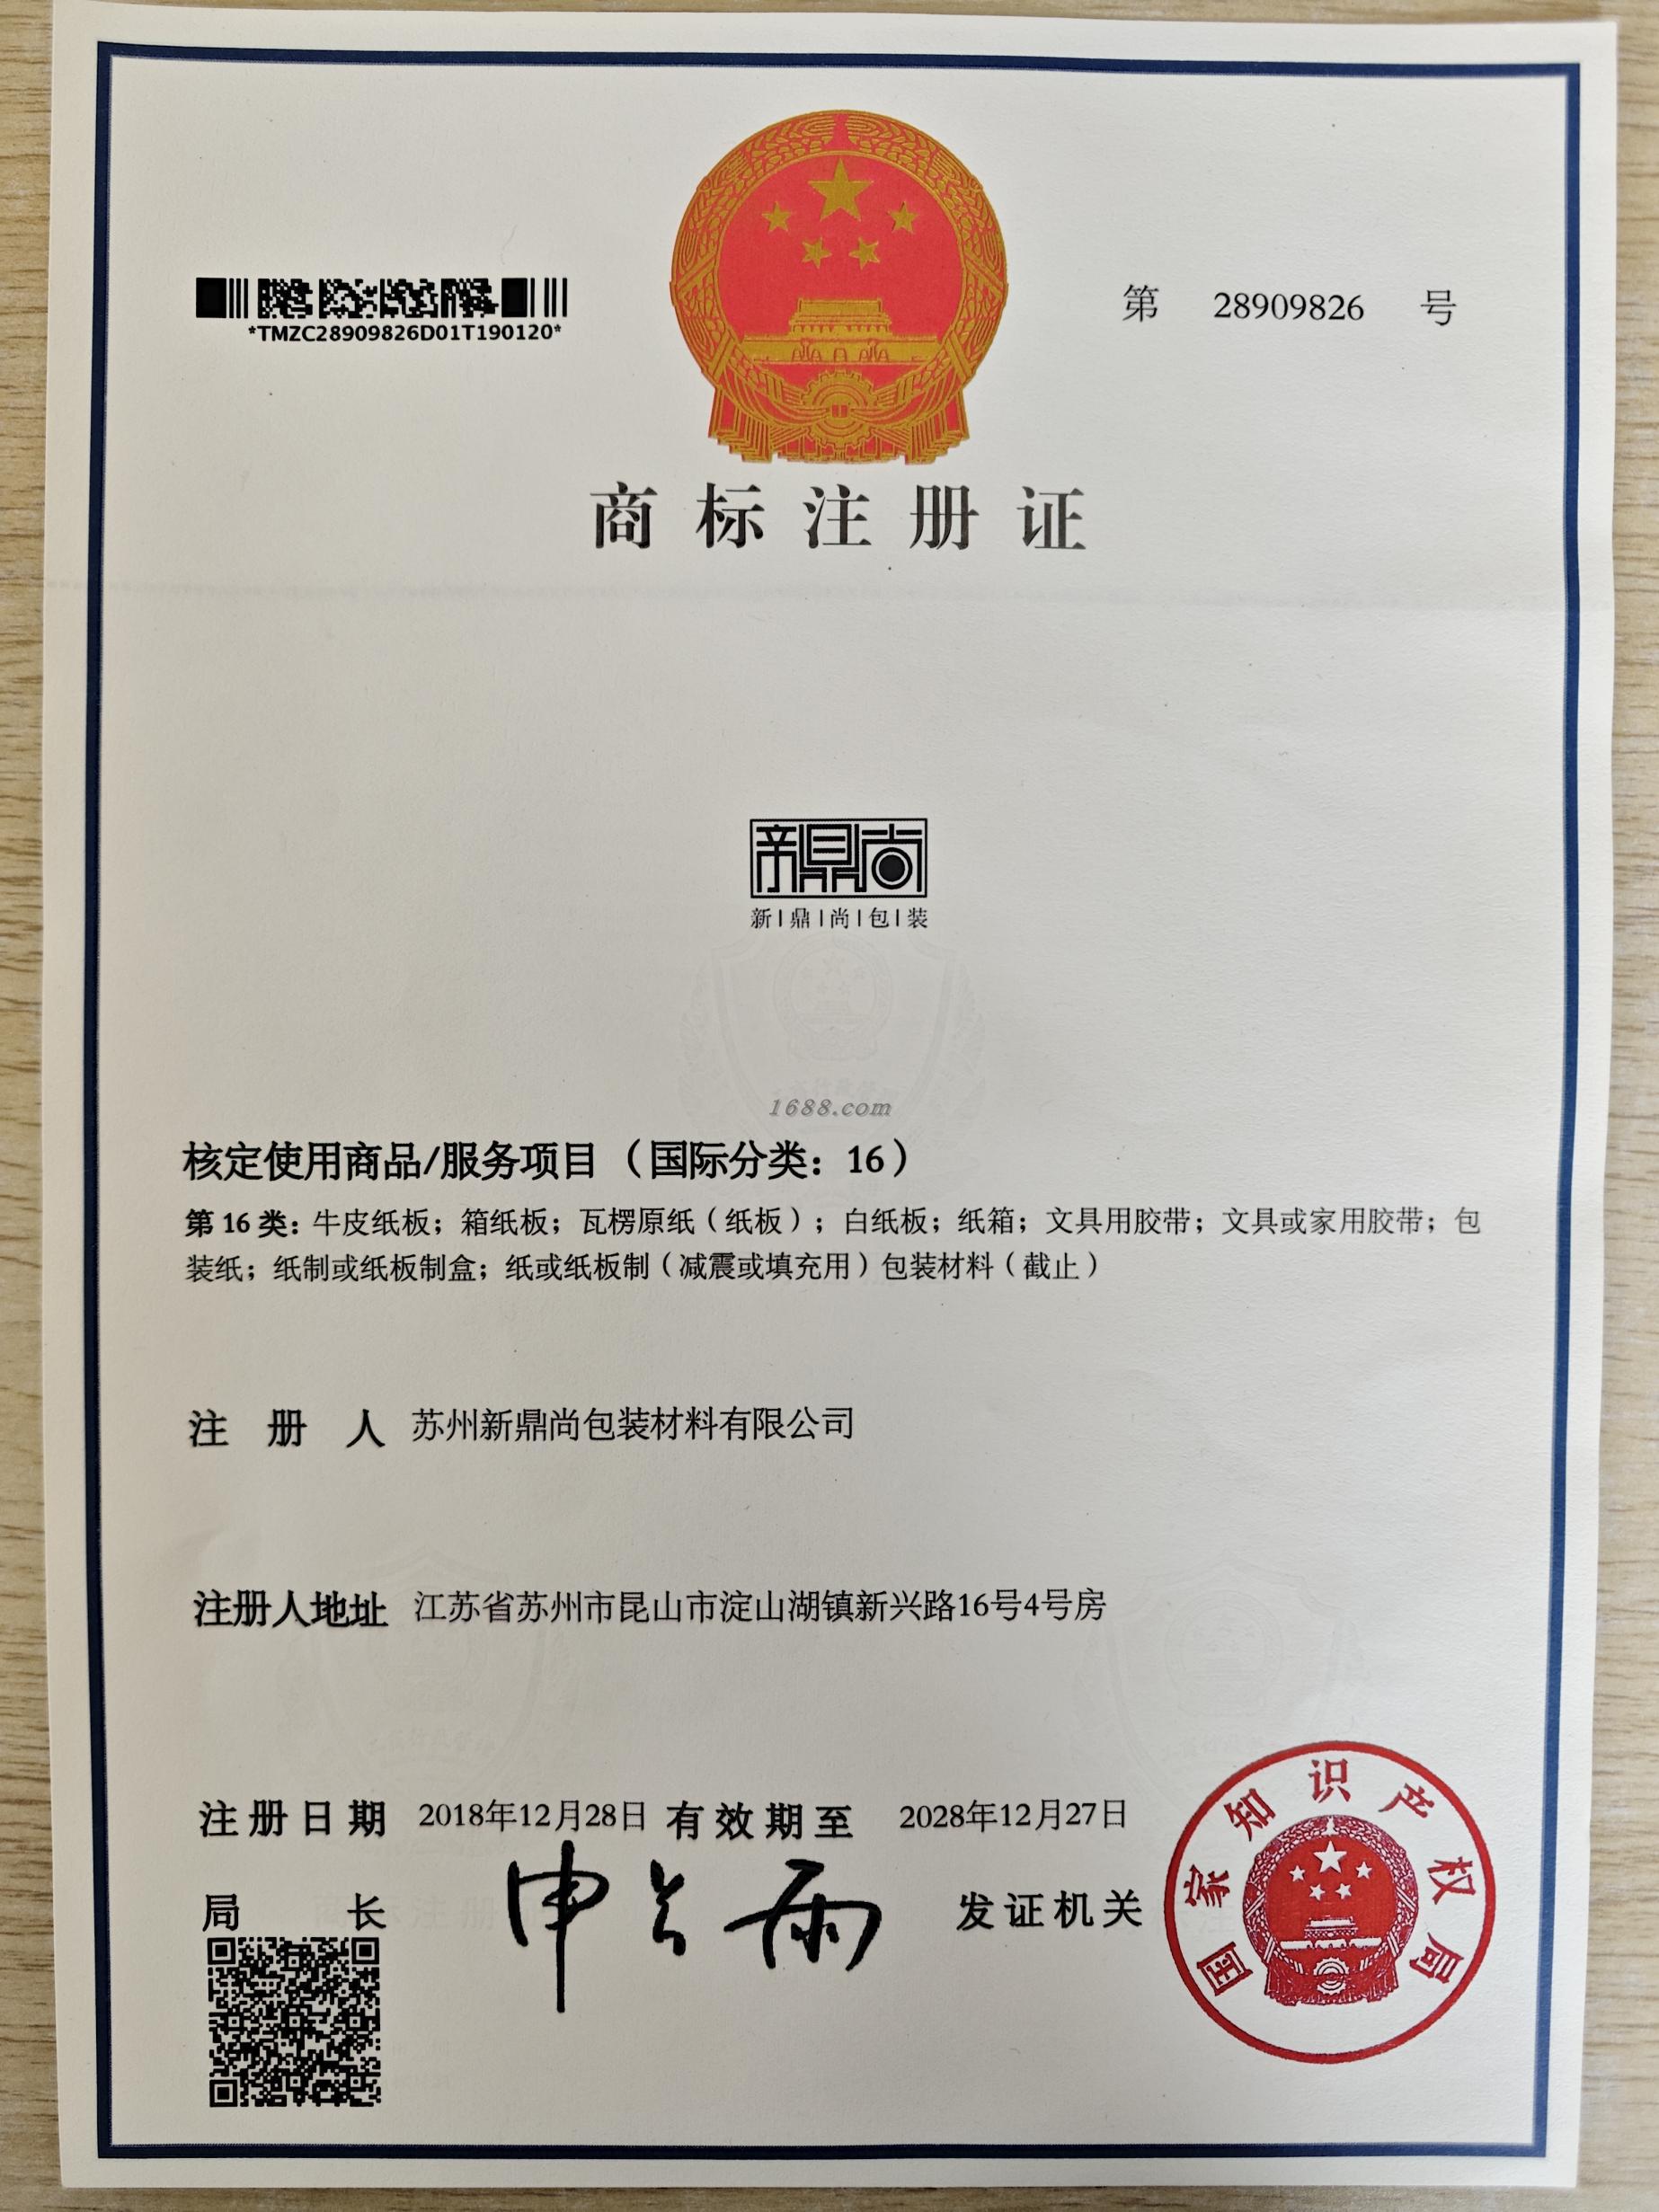 *TMZC28909826D01T190120*
第 28909826 号
商标注册证
新鼎尚
新|鼎|尚|包|装
1688.com
核定使用商品/服务项目（国际分类：16）
第16类：牛皮纸板；箱纸板；瓦楞原纸（纸板）；白纸板；纸箱；文具用胶带；文具或家用胶带；包
装纸；纸制或纸板制盒；纸或纸板制（减震或填充用）包装材料（截止）
注册人 苏州新鼎尚包装材料有限公司
注册人地址 江苏省苏州市昆山市淀山湖镇新兴路16号4号房
注册日期 2018年12月28日 有效期至 2028年12月27日
局长 申长雨 发证机关
国家知识产权局